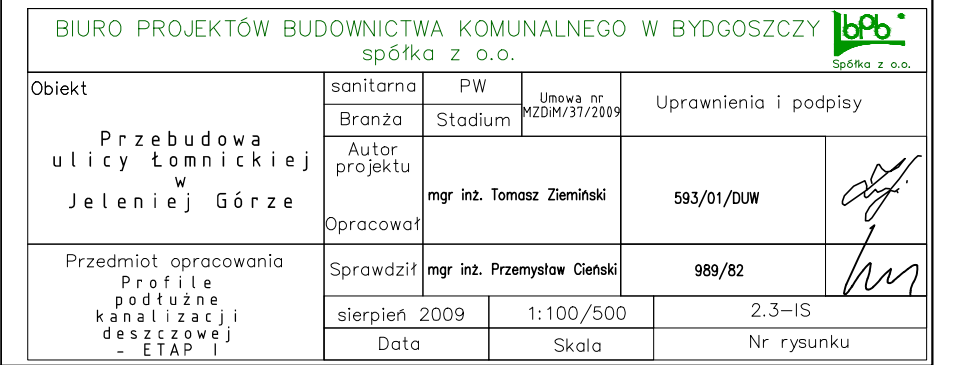 BIURO PROJEKTÓW BUDOWNICTWA KOMUNALNEGO W BYDGOSZCZY
spółka z o.o.
bpb
Spółka z o.o.
Obiekt
Przebudowa
ulicy Łomnickiej
w
Jeleniej Górze
sanitarna
PW
Umowa nr
MZDiM/37/2009
Uprawnienia i podpisy
Branża
Stadium
Autor
projektu
Opracował
mgr inż. Tomasz Ziemiński
593/01/DUW
Przedmiot opracowania
Profile
podłużne
kanalizacji
deszczowej
- ETAP I
Sprawdził
mgr inż. Przemysław Cieński
989/82
sierpień 2009
1:100/500
2.3-IS
Data
Skala
Nr rysunku